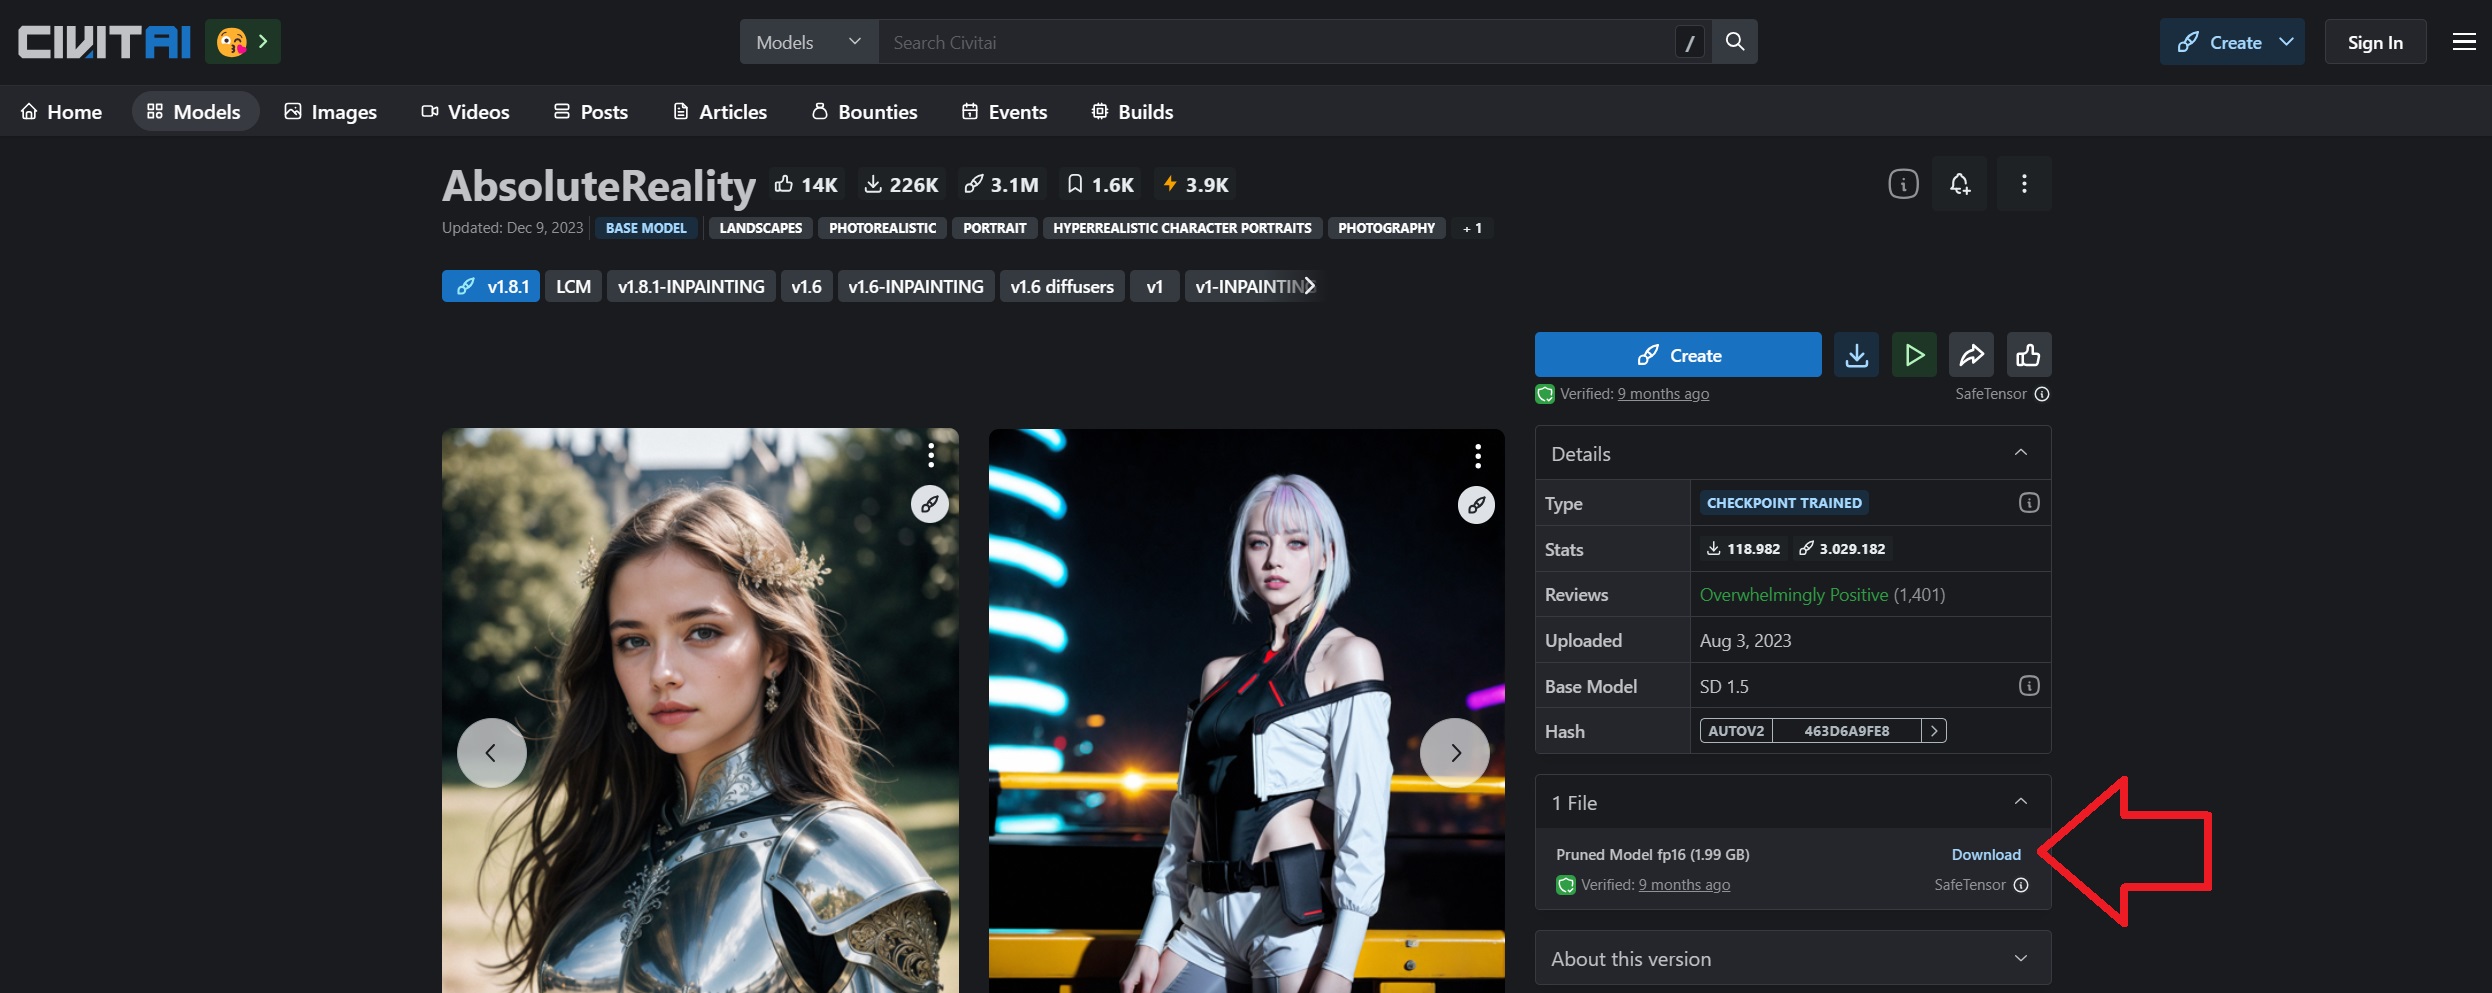 CIVITAI
Models
Search Civitai
/
Create
Sign In
Home
Models
Images
Videos
Posts
Articles
Bounties
Events
Builds
AbsoluteReality
14K
226K
3.1M
1.6K
3.9K
Updated: Dec 9, 2023
BASE MODEL
LANDSCAPES
PHOTOREALISTIC
PORTRAIT
HYPERREALISTIC CHARACTER PORTRAITS
PHOTOGRAPHY
+ 1
v1.8.1
LCM
v1.8.1-INPAINTING
v1.6
v1.6-INPAINTING
v1.6 diffusers
v1
v1-INPAINTIN
Create
Verified: 9 months ago
SafeTensor
Details
Type
CHECKPOINT TRAINED
Stats
118.982
3.029.182
Reviews
Overwhelmingly Positive (1,401)
Uploaded
Aug 3, 2023
Base Model
SD 1.5
Hash
AUTOV2
463D6A9FE8
1 File
Pruned Model fp16 (1.99 GB)
Download
Verified: 9 months ago
SafeTensor
About this version